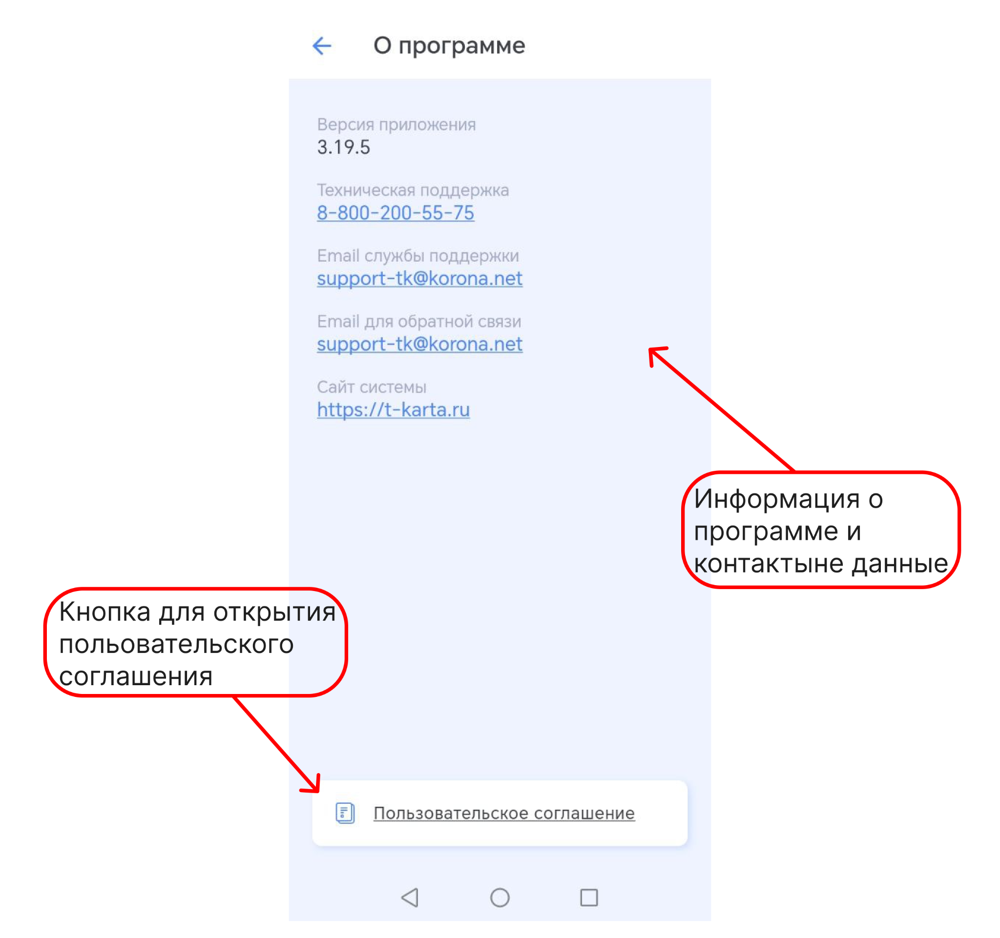 О программе
Версия приложения
3.19.5
Техническая поддержка
8-800-200-55-75
Email службы поддержки
support-tk@korona.net
Email для обратной связи
support-tk@korona.net
Сайт системы
https://t-karta.ru
Информация о
программе и
контактыне данные
Кнопка для открытия
польовательского
соглашения
Пользовательское соглашение